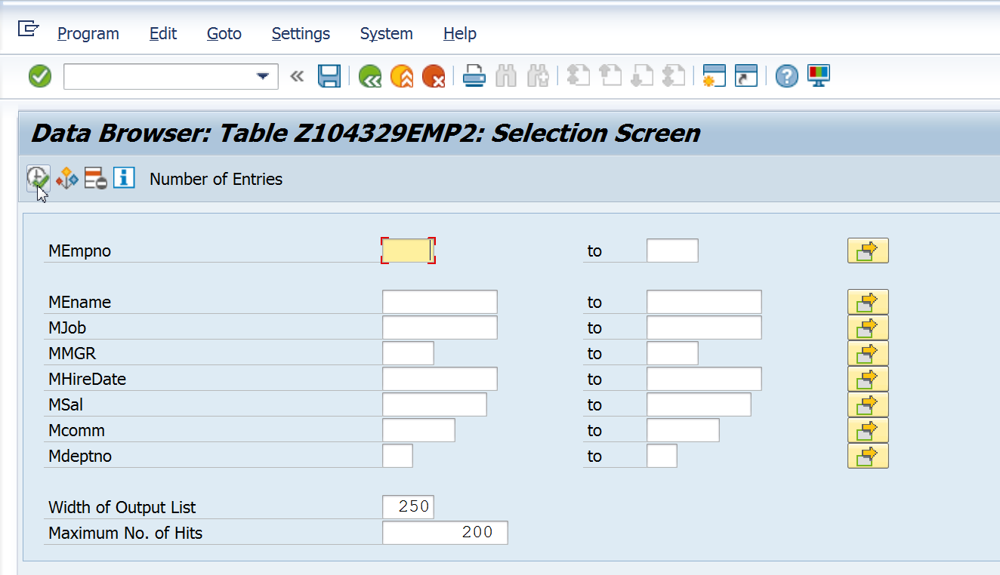 Program Edit Goto Settings System Help
Data Browser: Table Z104329EMP2: Selection Screen
Number of Entries
MEmpno to
MEname to
MJob to
MMGR to
MHireDate to
MSal to
Mcomm to
Mdeptno to
Width of Output List 250
Maximum No. of Hits 200